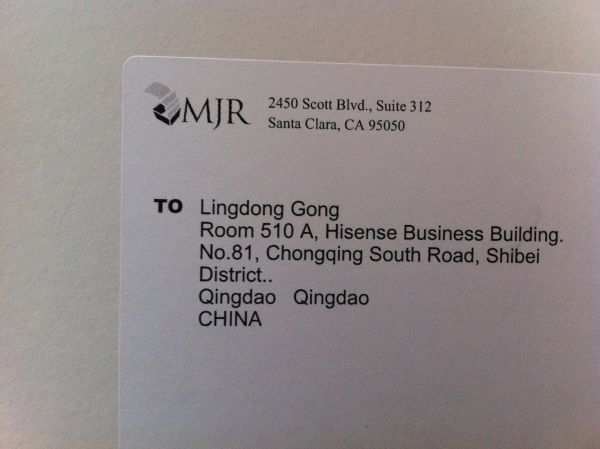 MJR
2450 Scott Blvd., Suite 312
Santa Clara, CA 95050
TO Lingdong Gong
Room 510 A, Hisense Business Building.
No.81, Chongqing South Road, Shibei
District..
Qingdao Qingdao
CHINA